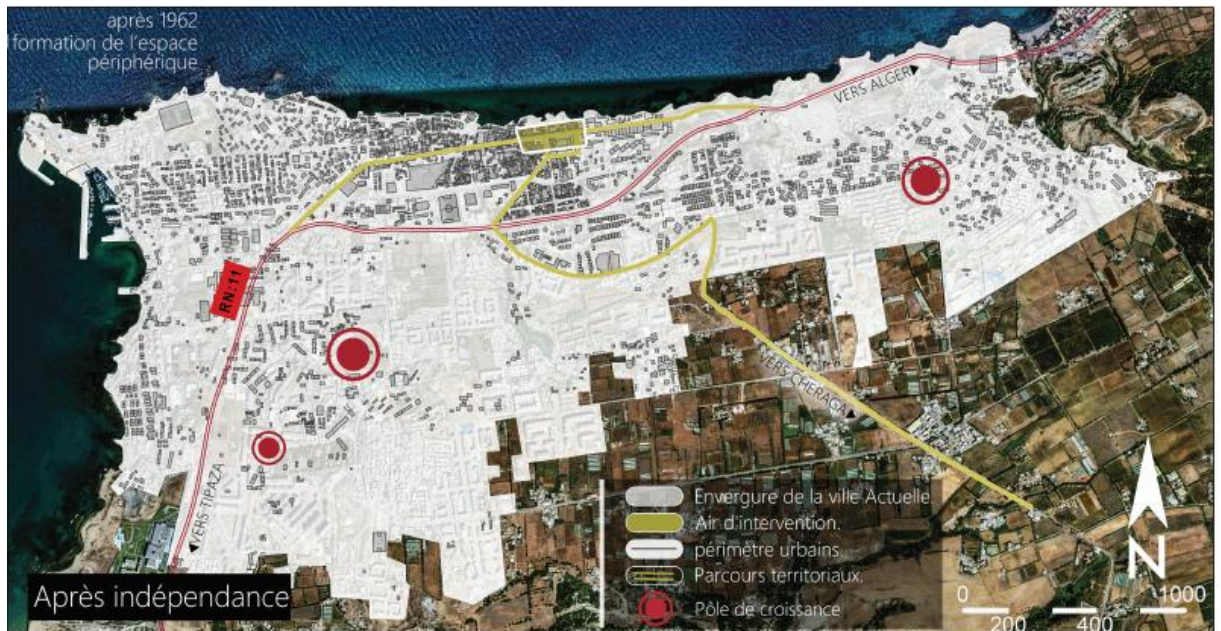 après 1962
formation de l'espace
périphérique
VERS ALGER
RN:11
VERS CHERAGA
VERS TIPAZA
Envergure de la ville Actuelle
Air d'intervention.
périmètre urbains.
Parcours territoriaux.
Pôle de croissance
Après indépendance
N
0
200
400
1000